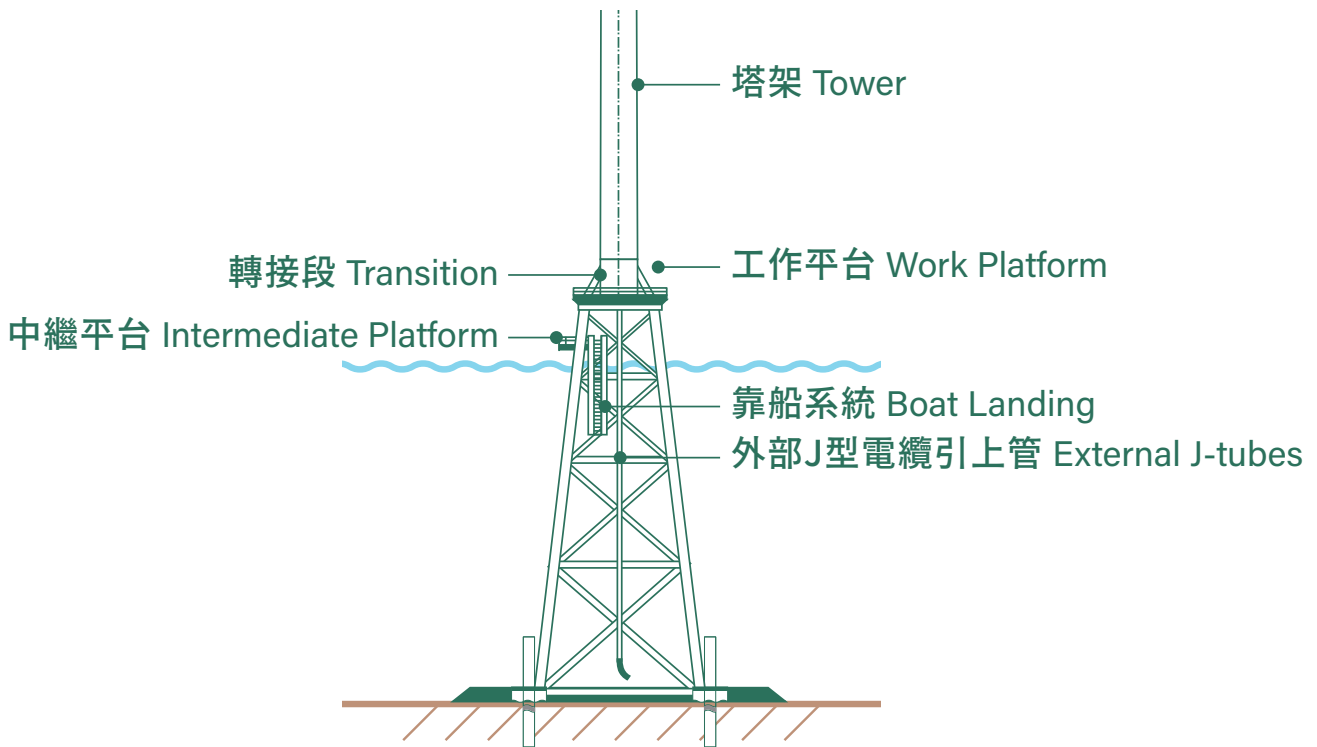 塔架 Tower
轉接段 Transition
工作平台 Work Platform
中繼平台 Intermediate Platform
靠船系統 Boat Landing
外部J型電纜引上管 External J-tubes